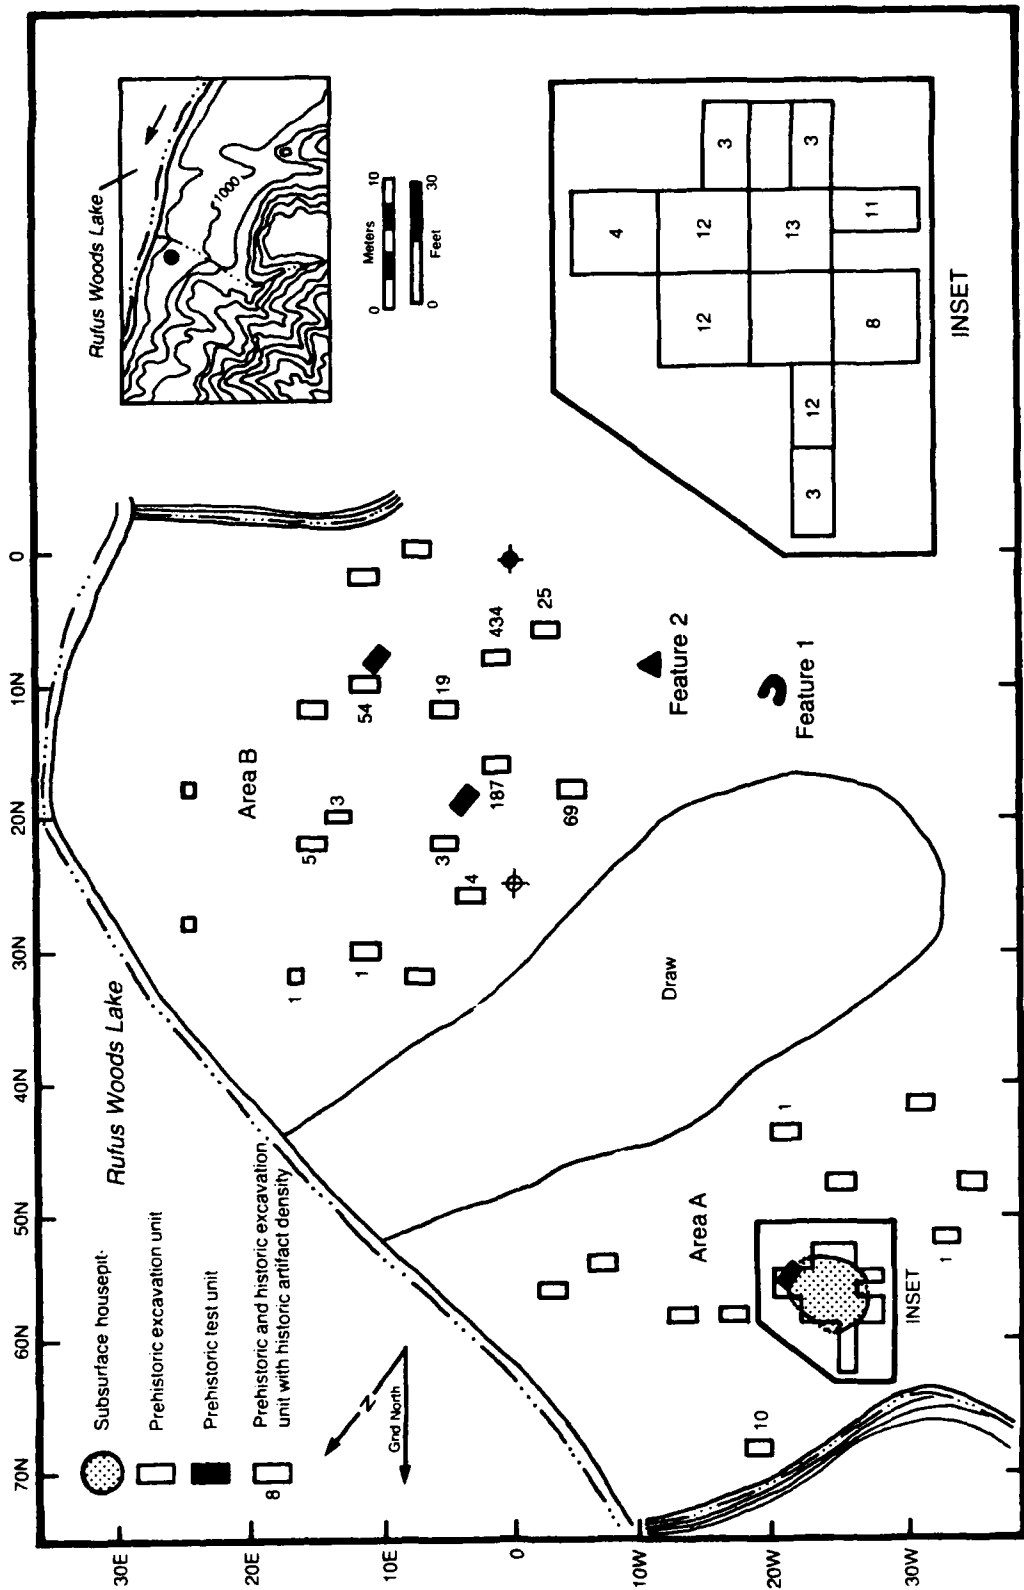 Rufus Woods Lake
1000
0 Meters 10
0 Feet 30
Subsurface housepit
Prehistoric excavation unit
Prehistoric test unit
8 Prehistoric and historic excavation
unit with historic artifact density
Rufus Woods Lake
N
Grid North
70N 60N 50N 40N 30N 20N 10N 0
30E
20E
10E
0
10W
20W
30W
Area B
1
1
5
3
54
3
19
4
187
434
69
25
Feature 2
Feature 1
Draw
Area A
10
1
1
INSET
4
3
12
12
13
3
3
12
8
11
INSET